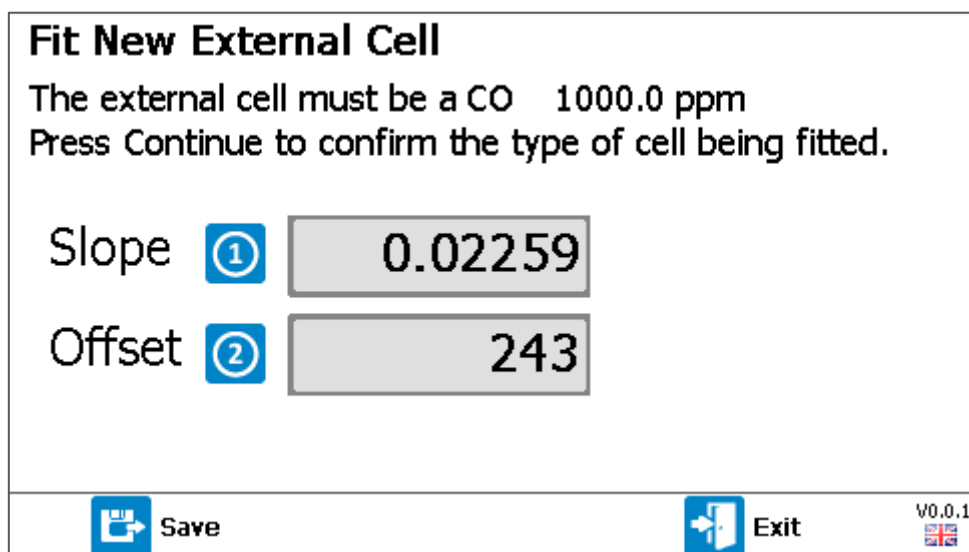 Fit New External Cell
The external cell must be a CO 1000.0 ppm
Press Continue to confirm the type of cell being fitted.
Slope 1 0.02259
Offset 2 243
Save Exit V0.0.1